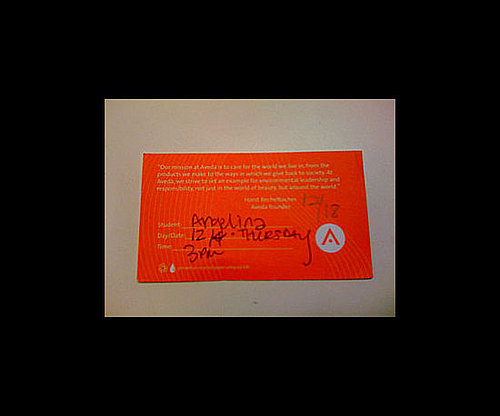 "Our mission at Aveda is to care for the world we live in, from the
products we make to the ways in which we give back to society. At
Aveda, we strive to set an example for environmental leadership and
responsibility, not just in the world of beauty, but around the world."
Horst Rechelbacher
Aveda Founder
12/18
Student: Angelina
Day/Date: 12 THURSDAY
Time: 3pm